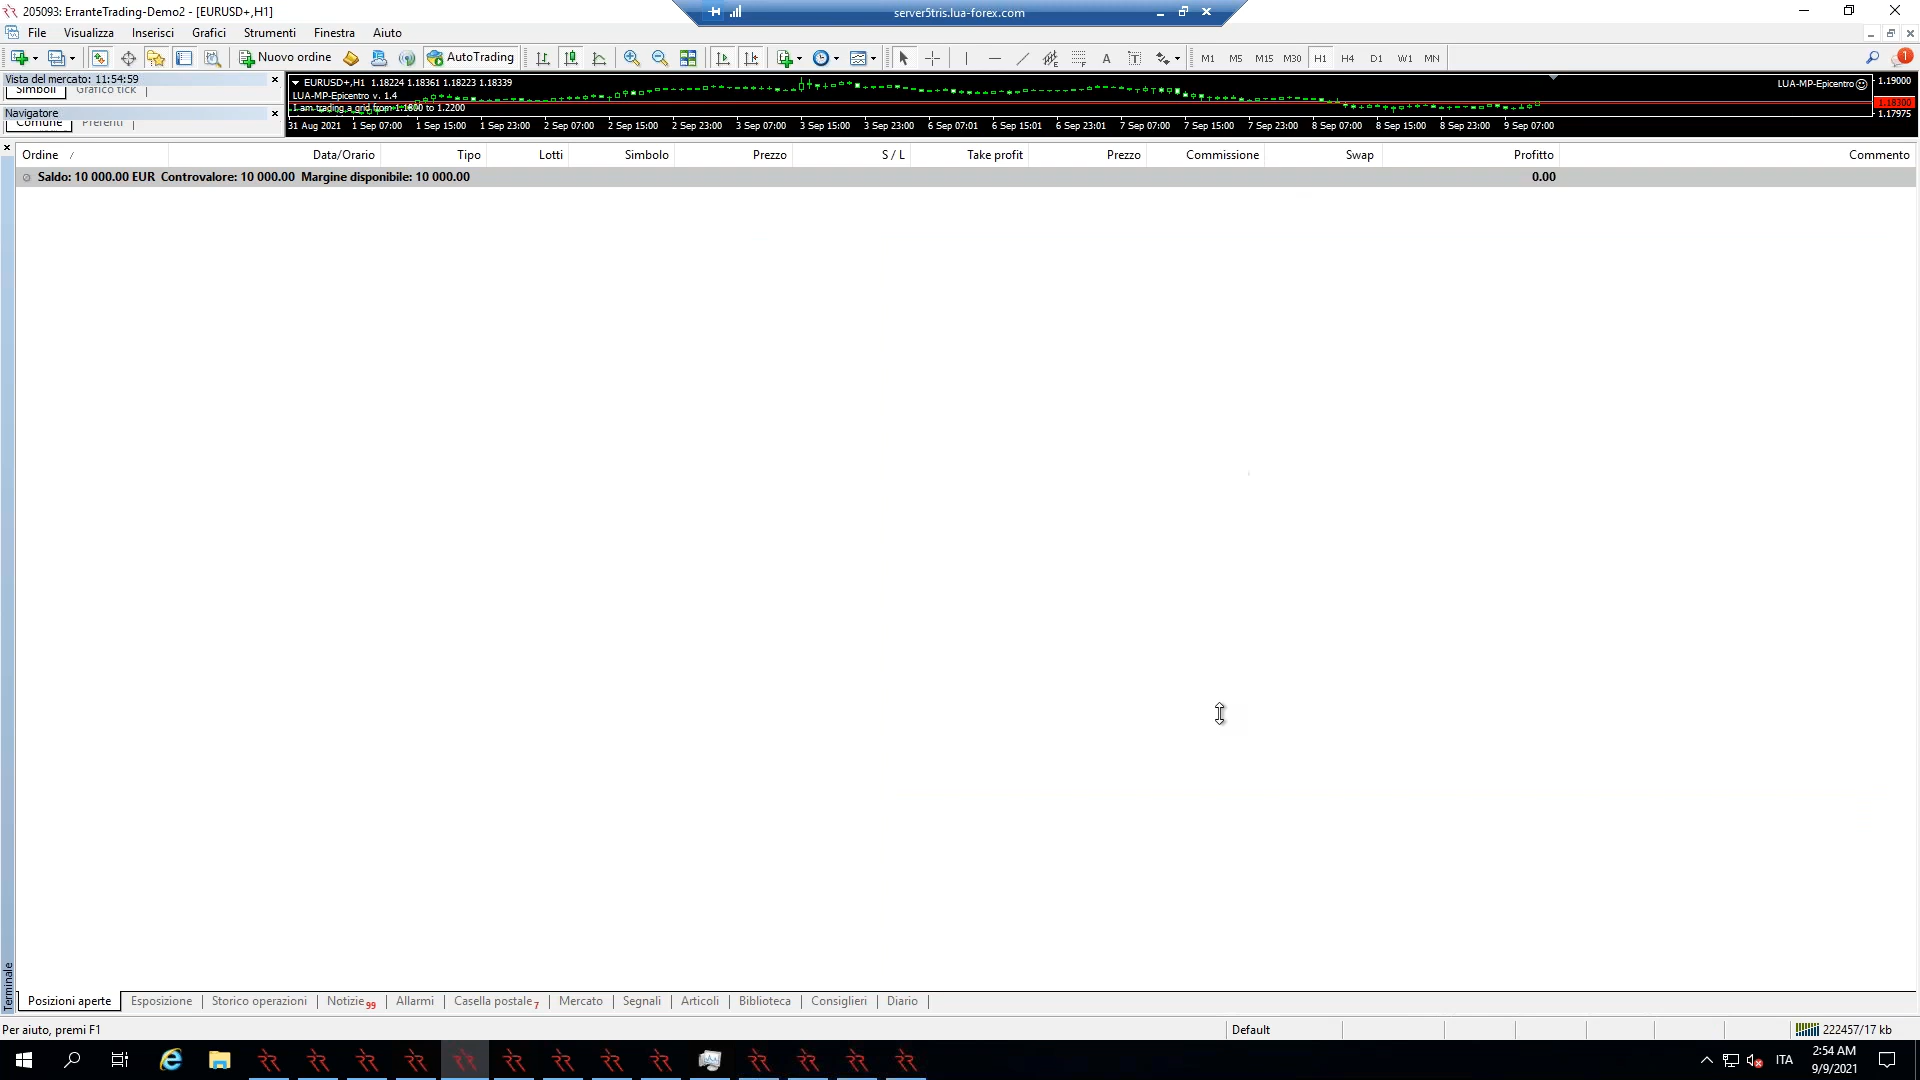 205093: ErranteTrading-Demo2 - [EURUSD+,H1]
server5tris.lua-forex.com
File Visualizza Inserisci Grafici Strumenti Finestra Aiuto
Nuovo ordine AutoTrading A T M1 M5 M15 M30 H1 H4 D1 W1 MN 1
Vista del mercato: 11:54:59
Simboli Grafico tick
Navigatore
Comune Preferiti
EURUSD+,H1 1.18224 1.18361 1.18223 1.18339
LUA-MP-Epicentro v. 1.4
I am trading a grid from 1.1600 to 1.2200
LUA-MP-Epicentro
1.19000
1.18300
1.17975
31 Aug 2021 1 Sep 07:00 1 Sep 15:00 1 Sep 23:00 2 Sep 07:00 2 Sep 15:00 2 Sep 23:00 3 Sep 07:00 3 Sep 15:00 3 Sep 23:00 6 Sep 07:01 6 Sep 15:01 6 Sep 23:01 7 Sep 07:00 7 Sep 15:00 7 Sep 23:00 8 Sep 07:00 8 Sep 15:00 8 Sep 23:00 9 Sep 07:00
Ordine / Data/Orario Tipo Lotti Simbolo Prezzo S / L Take profit Prezzo Commissione Swap Profitto Commento
Saldo: 10 000.00 EUR Controvalore: 10 000.00 Margine disponibile: 10 000.00 0.00
Terminale
Posizioni aperte Esposizione Storico operazioni Notizie 99 Allarmi Casella postale 7 Mercato Segnali Articoli Biblioteca Consiglieri Diario
Per aiuto, premi F1 Default 222457/17 kb
ITA
2:54 AM
9/9/2021